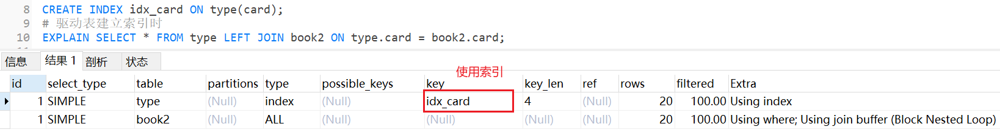 8 CREATE INDEX idx_card ON type(card);
9 # 驱动表建立索引时
10 EXPLAIN SELECT * FROM type LEFT JOIN book2 ON type.card = book2.card;
信息 结果 1 剖析 状态
使用索引
id select_type table partitions type possible_keys key key_len ref rows filtered Extra
1 SIMPLE type (Null) index (Null) idx_card 4 (Null) 20 100.00 Using index
1 SIMPLE book2 (Null) ALL (Null) (Null) (Null) (Null) 20 100.00 Using where; Using join buffer (Block Nested Loop)